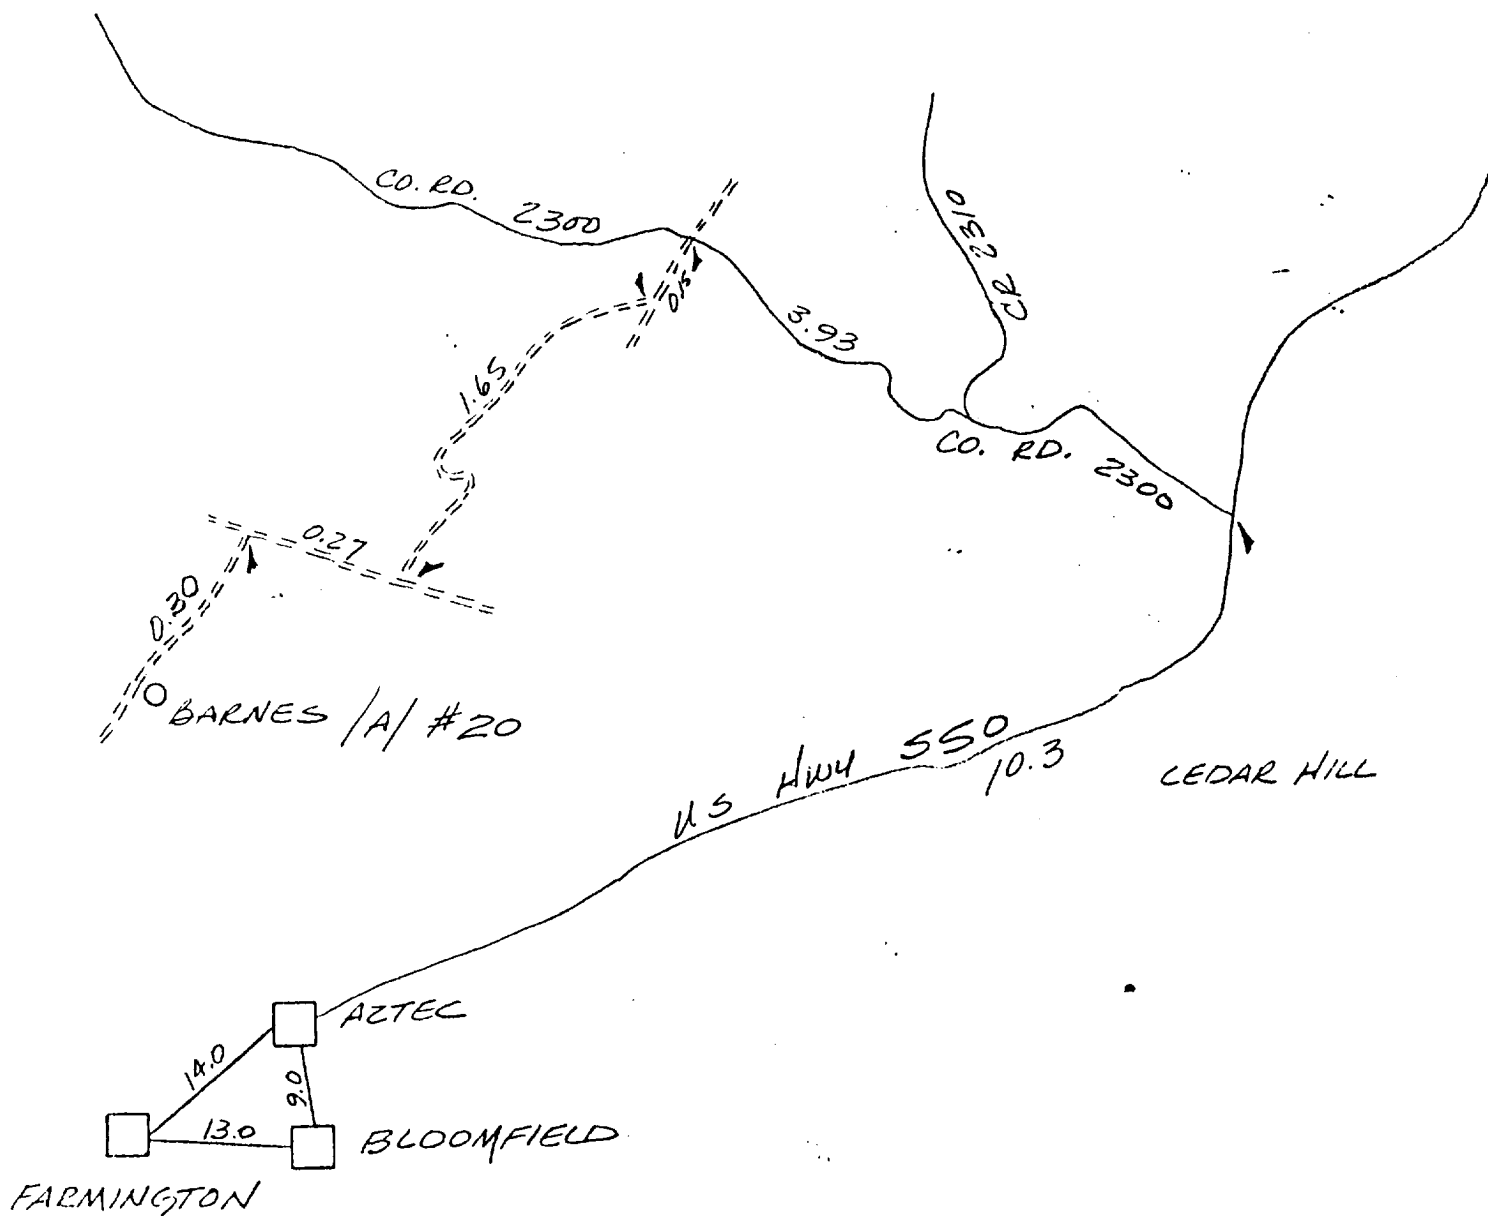 CO. RD. 2300
CR 2310
0.15
3.93
1.65
CO. RD. 2300
0.27
0.30
BARNES /A/ #20
US HWY 550
10.3
CEDAR HILL
AZTEC
14.0
9.0
13.0
BLOOMFIELD
FARMINGTON